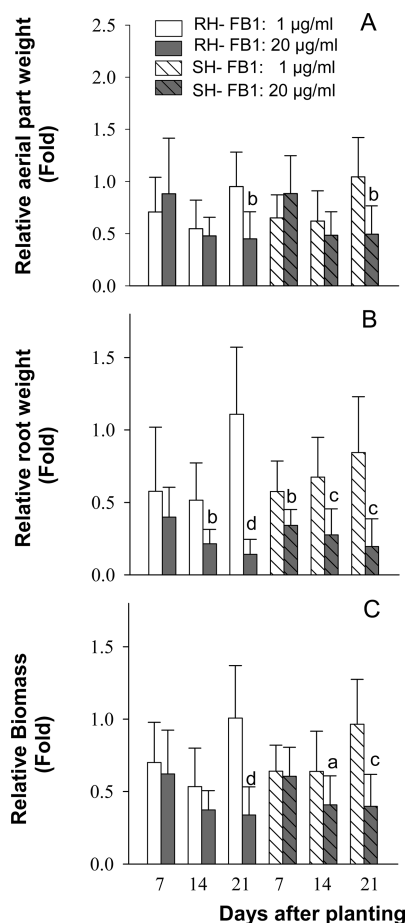 A
RH- FB1: 1 µg/ml
RH- FB1: 20 µg/ml
SH- FB1: 1 µg/ml
SH- FB1: 20 µg/ml
Relative aerial part weight
(Fold)
2.5
2.0
1.5
1.0
0.5
0.0
b
b
B
Relative root weight
(Fold)
1.5
1.0
0.5
0.0
b
d
b
c
c
C
Relative Biomass
(Fold)
1.5
1.0
0.5
0.0
d
a
c
7 14 21 7 14 21
Days after planting